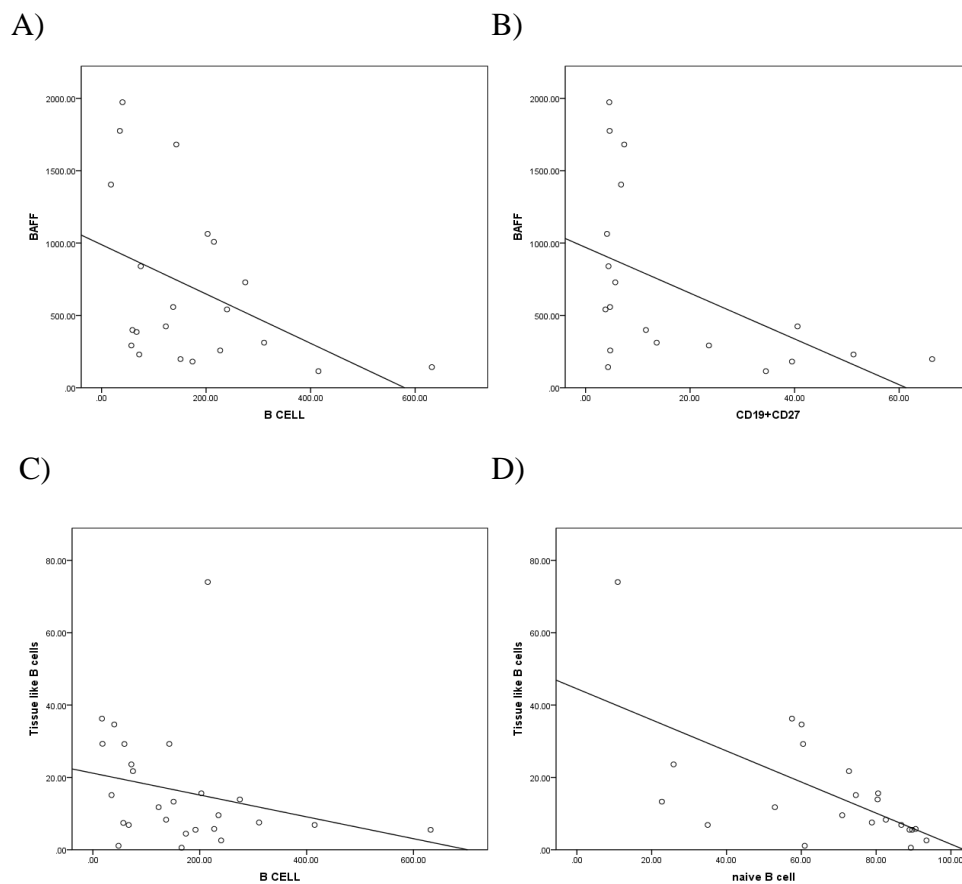 A)
B)
2000.00
1500.00
1000.00
500.00
.00
BAFF
.00 200.00 400.00 600.00
B CELL
2000.00
1500.00
1000.00
500.00
.00
BAFF
.00 20.00 40.00 60.00
CD19+CD27
C)
D)
80.00
60.00
40.00
20.00
.00
Tissue like B cells
.00 200.00 400.00 600.00
B CELL
80.00
60.00
40.00
20.00
.00
Tissue like B cells
.00 20.00 40.00 60.00 80.00 100.00
naive B cell